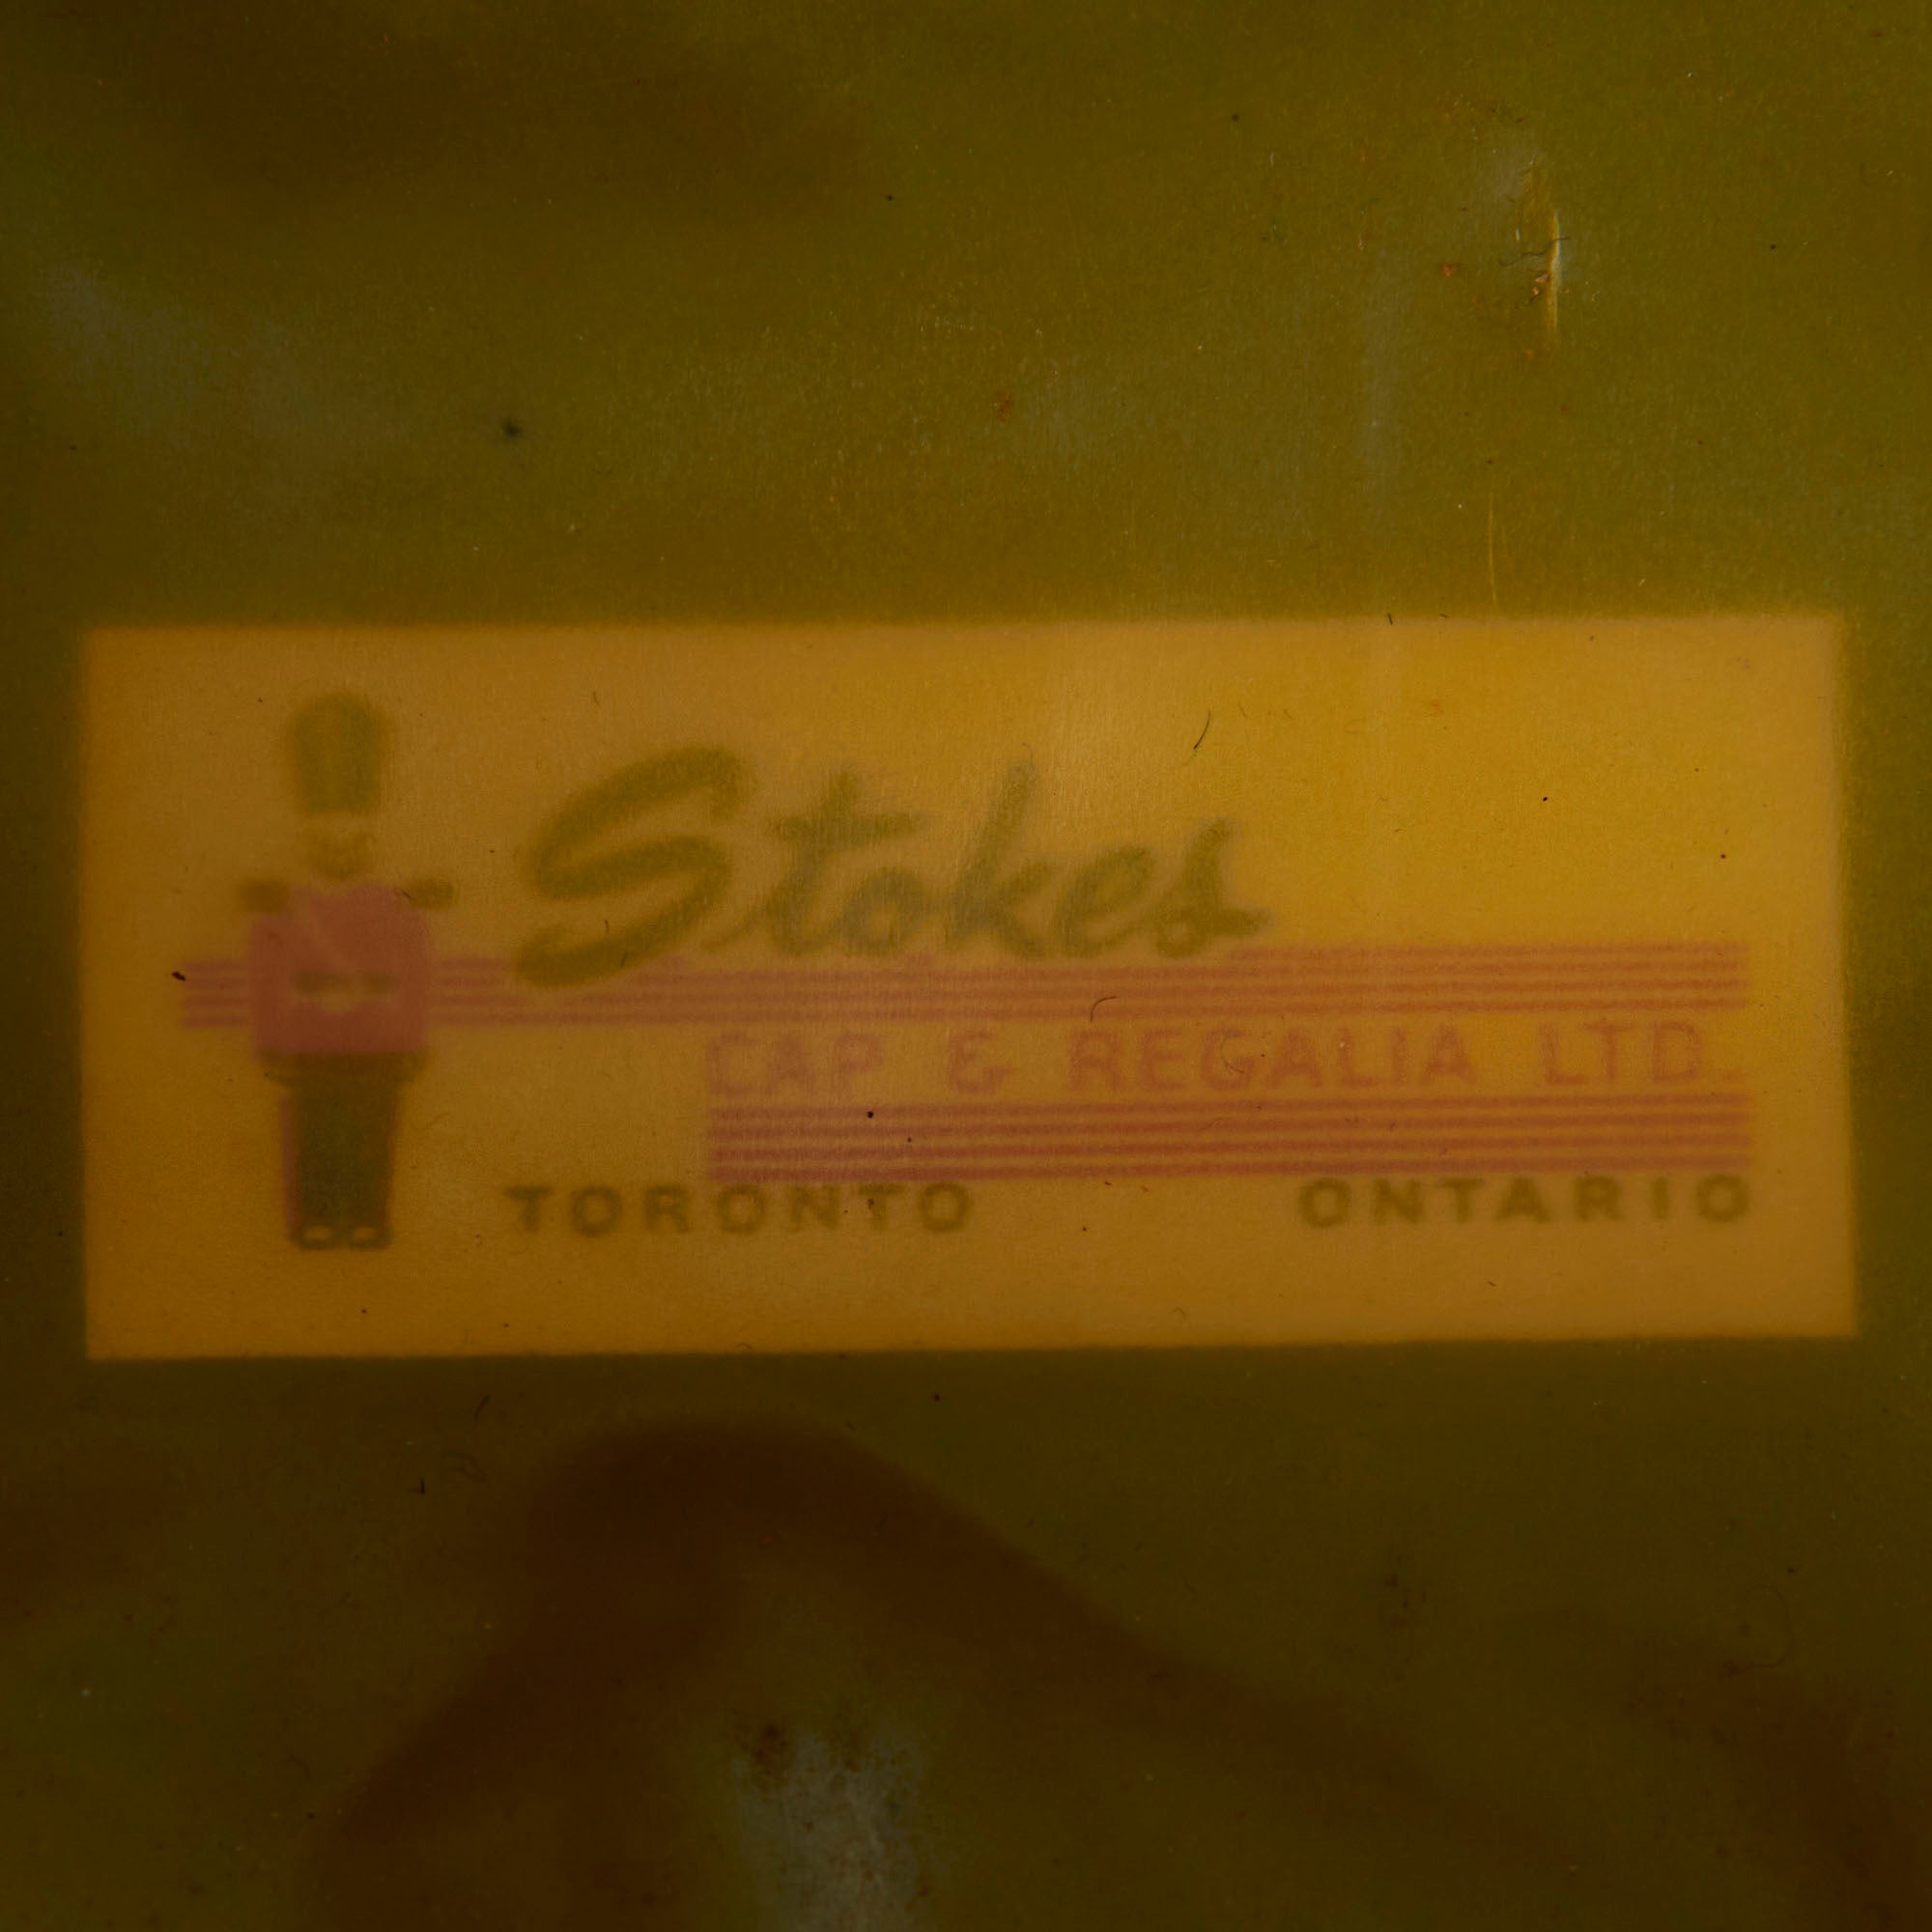 Stokes
CAP & REGALIA LTD.
TORONTO ONTARIO